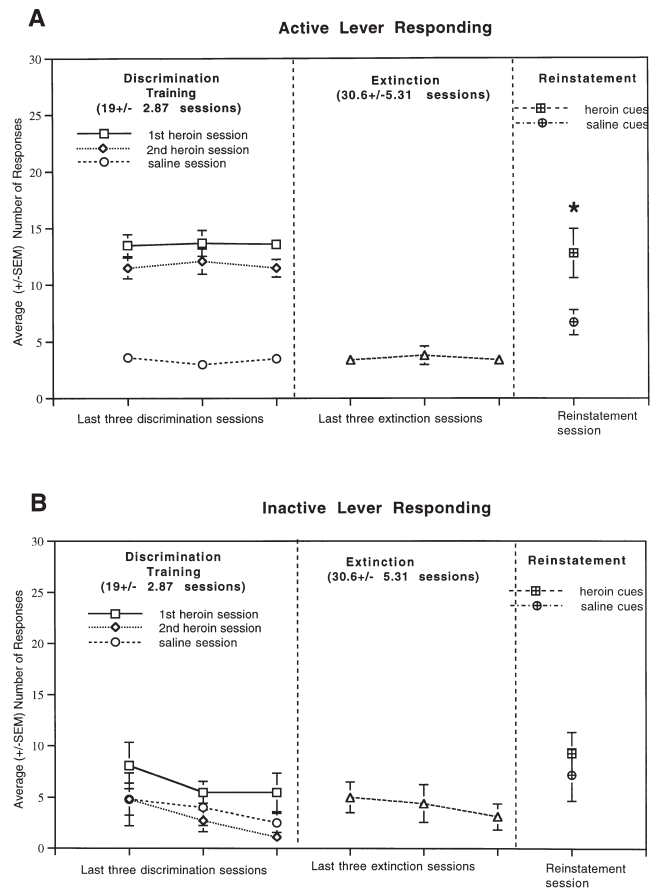 A
Active Lever Responding
30
25
20
15
10
5
0
Average (+/-SEM) Number of Responses
Discrimination
Training
(19+/- 2.87 sessions)
1st heroin session
2nd heroin session
saline session
Extinction
(30.6+/-5.31 sessions)
Reinstatement
heroin cues
saline cues
*
Last three discrimination sessions
Last three extinction sessions
Reinstatement
session
B
Inactive Lever Responding
30
25
20
15
10
5
0
Average (+/-SEM) Number of Responses
Discrimination
Training
(19+/- 2.87 sessions)
1st heroin session
2nd heroin session
saline session
Extinction
(30.6+/- 5.31 sessions)
Reinstatement
heroin cues
saline cues
Last three discrimination sessions
Last three extinction sessions
Reinstatement
session